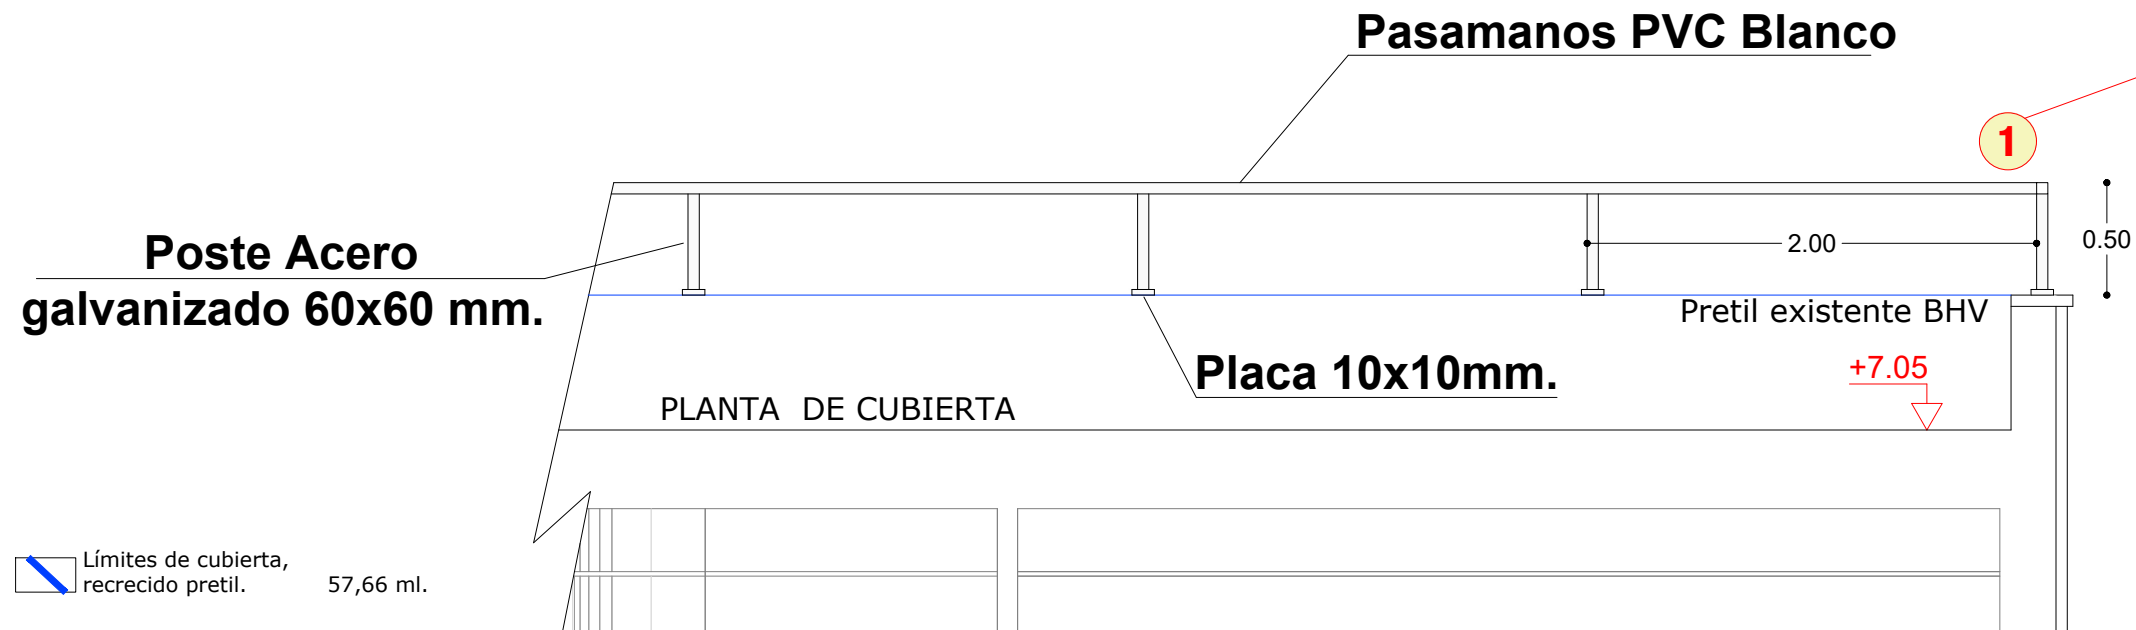 Pasamanos PVC Blanco
1
Poste Acero
galvanizado 60x60 mm.
2.00
0.50
Pretil existente BHV
Placa 10x10mm.
+7.05
PLANTA DE CUBIERTA
Límites de cubierta,
recrecido pretil. 57,66 ml.